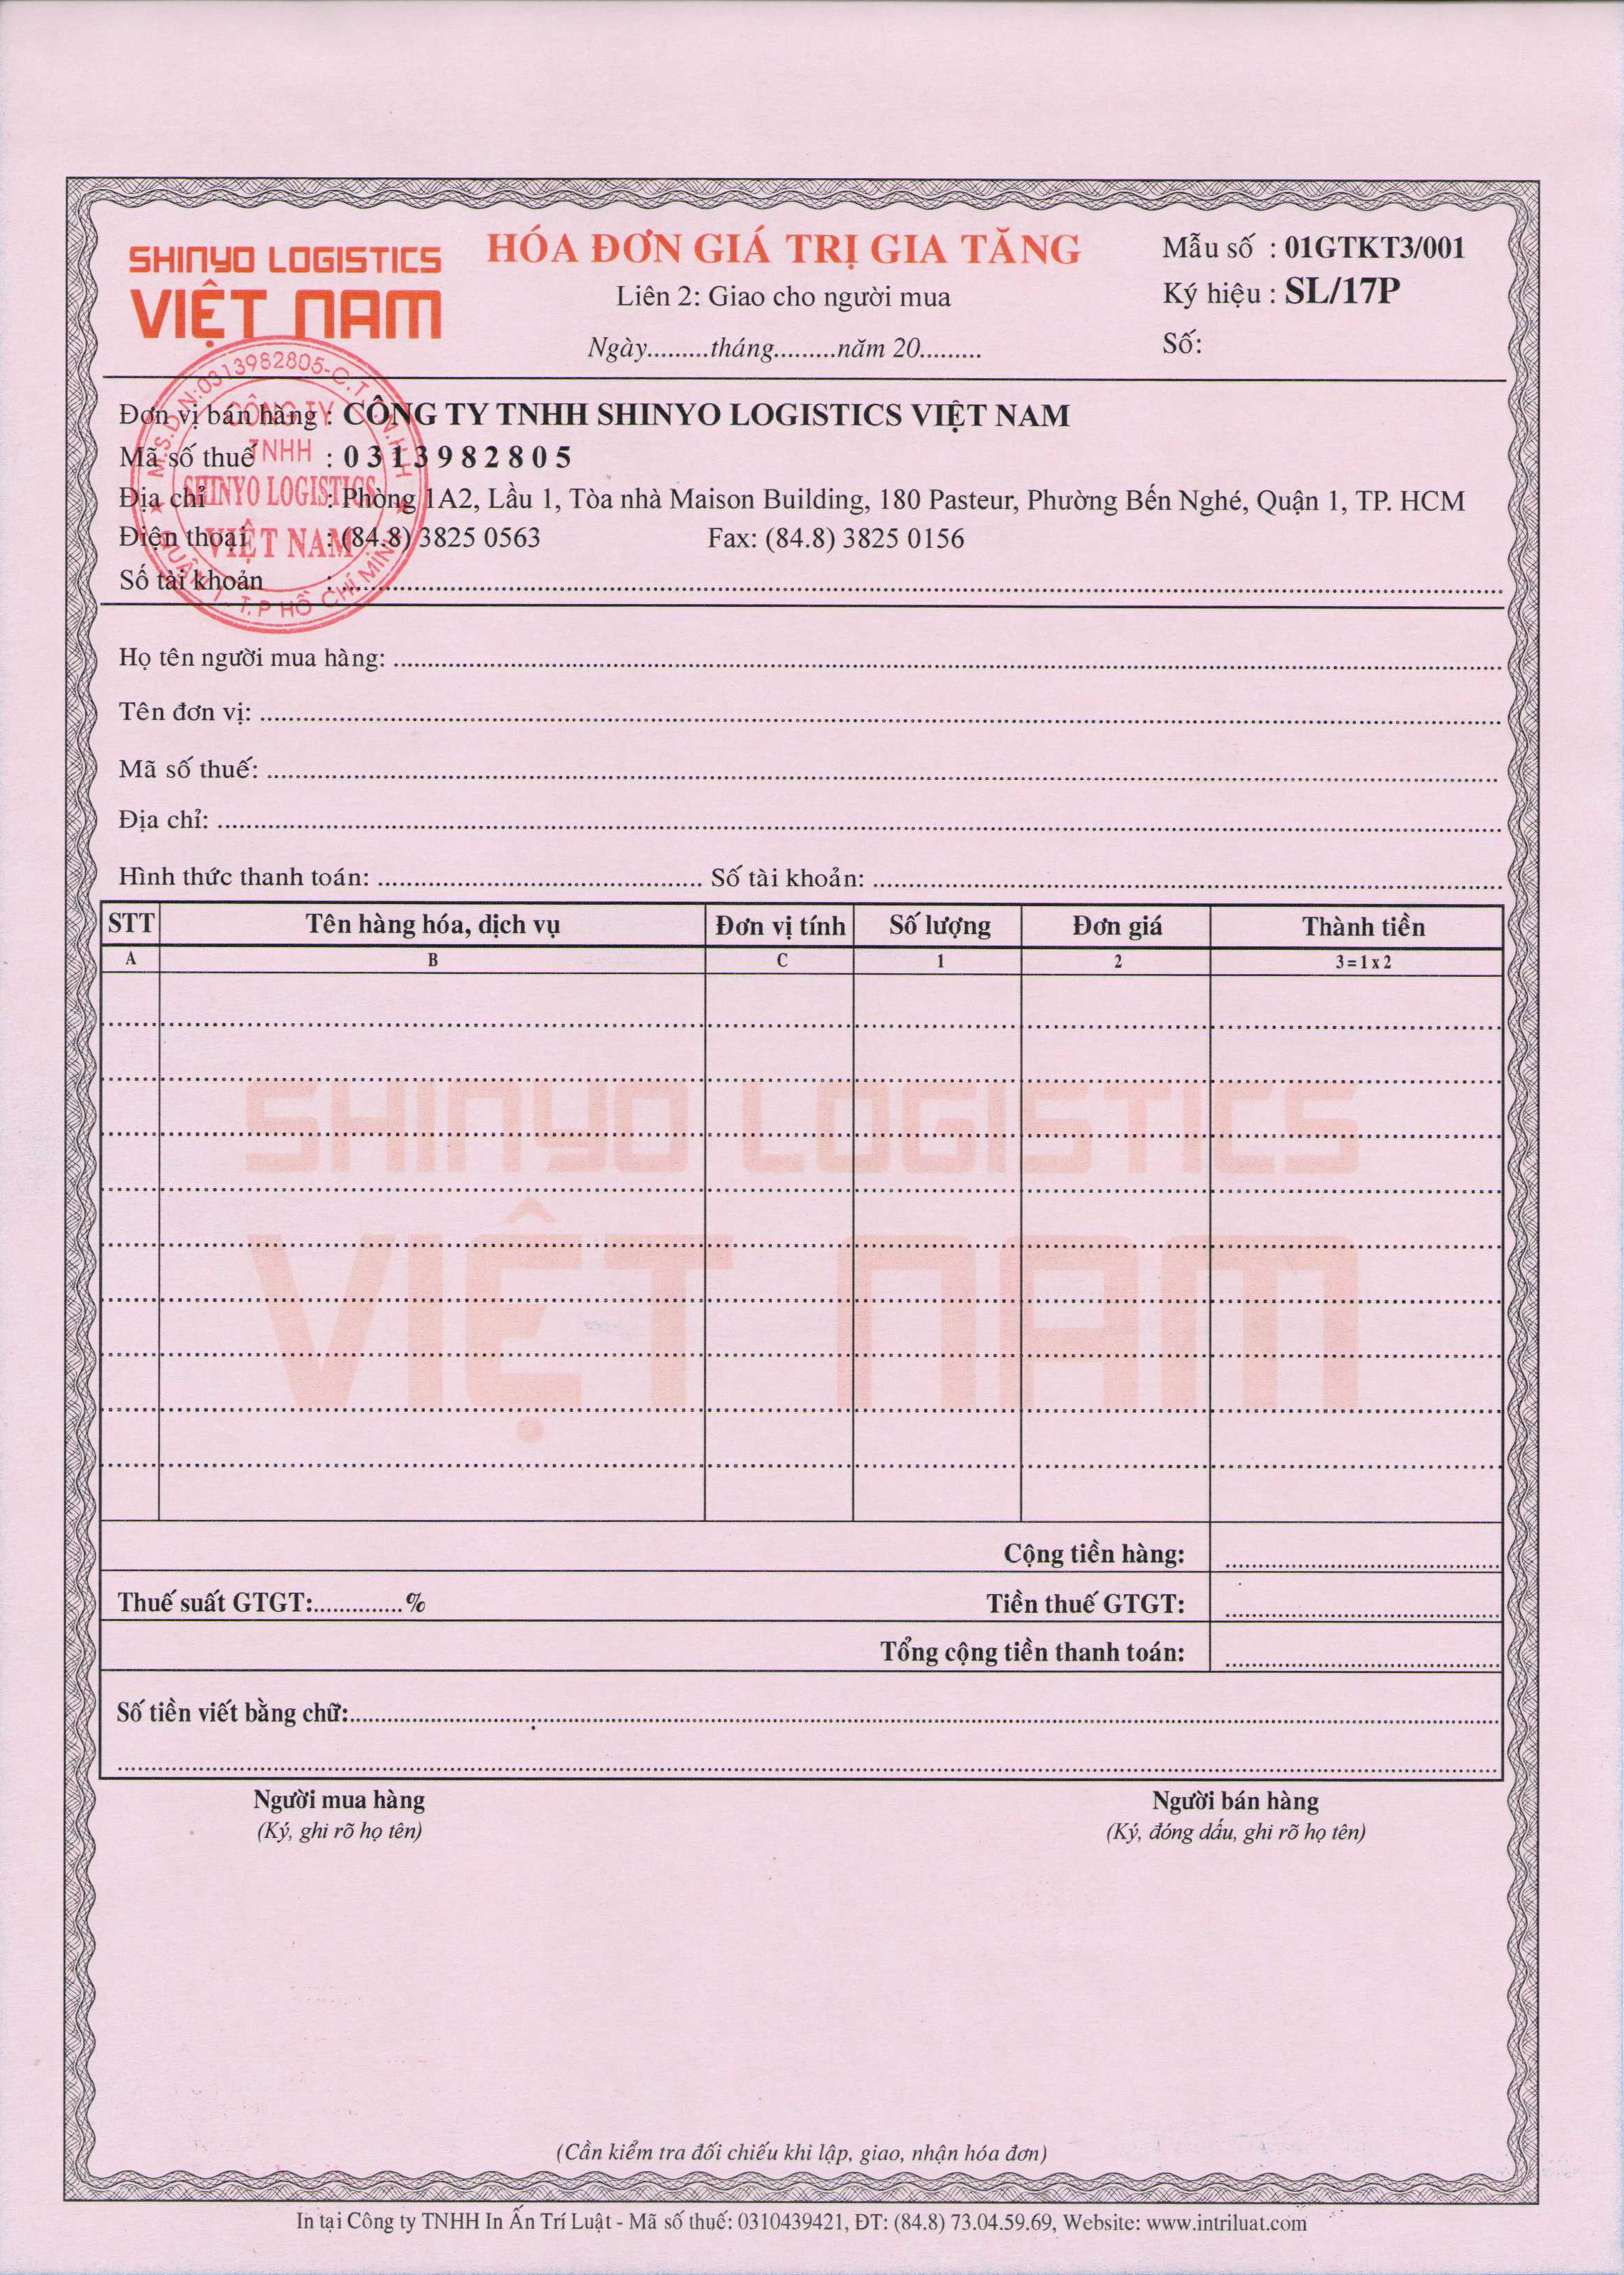 SHINYO LOGISTICS
VIỆT NAM
HÓA ĐƠN GIÁ TRỊ GIA TĂNG
Liên 2: Giao cho người mua
Ngày.........tháng.........năm 20.........
Mẫu số : 01GTKT3/001
Ký hiệu : SL/17P
Số:
M.S.D.N:0313982805-C.T.T.N.H.H
CÔNG TY
TNHH
SHINYO LOGISTICS
VIỆT NAM
QUẬN 1 - T.P HỒ CHÍ MINH
Đơn vị bán hàng : CÔNG TY TNHH SHINYO LOGISTICS VIỆT NAM
Mã số thuế : 0313982805
Địa chỉ : Phòng 1A2, Lầu 1, Tòa nhà Maison Building, 180 Pasteur, Phường Bến Nghé, Quận 1, TP. HCM
Điện thoại : (84.8) 3825 0563 Fax: (84.8) 3825 0156
Số tài khoản :
Họ tên người mua hàng:
Tên đơn vị:
Mã số thuế:
Địa chỉ:
Hình thức thanh toán: Số tài khoản:
STT Tên hàng hóa, dịch vụ Đơn vị tính Số lượng Đơn giá Thành tiền
A B C 1 2 3=1x2
SHINYO LOGISTICS
VIỆT NAM
Cộng tiền hàng:
Thuế suất GTGT:..............% Tiền thuế GTGT:
Tổng cộng tiền thanh toán:
Số tiền viết bằng chữ:
Người mua hàng Người bán hàng
(Ký, ghi rõ họ tên) (Ký, đóng dấu, ghi rõ họ tên)
(Cần kiểm tra đối chiếu khi lập, giao, nhận hóa đơn)
In tại Công ty TNHH In Ấn Trí Luật - Mã số thuế: 0310439421, ĐT: (84.8) 73.04.59.69, Website: www.intriluat.com